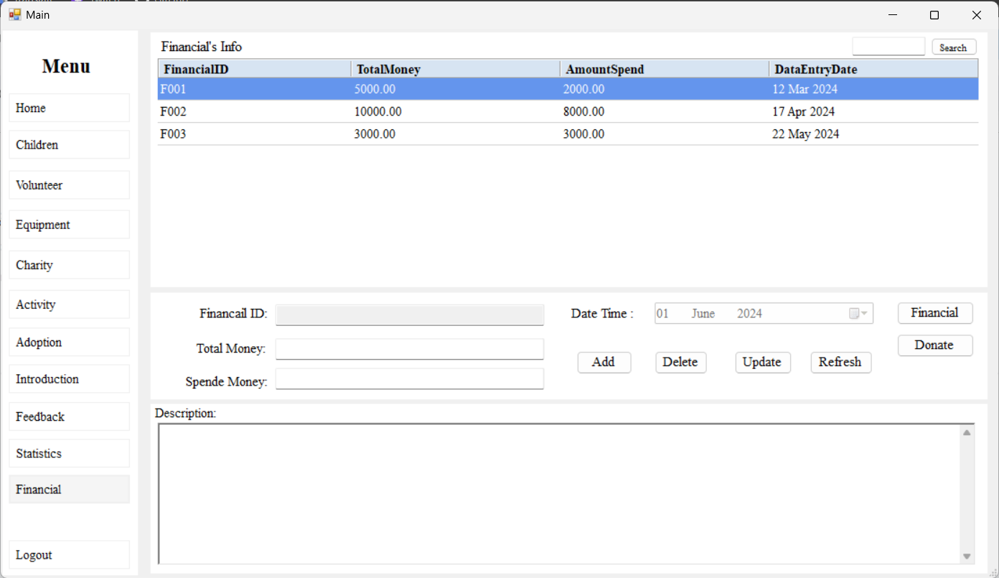 Main
Menu
Home
Children
Volunteer
Equipment
Charity
Activity
Adoption
Introduction
Feedback
Statistics
Financial
Logout
Financial's Info
Search
FinancialID TotalMoney AmountSpend DataEntryDate
F001 5000.00 2000.00 12 Mar 2024
F002 10000.00 8000.00 17 Apr 2024
F003 3000.00 3000.00 22 May 2024
Financail ID:
Total Money:
Spende Money:
Date Time : 01 June 2024
Add Delete Update Refresh
Financial
Donate
Description: